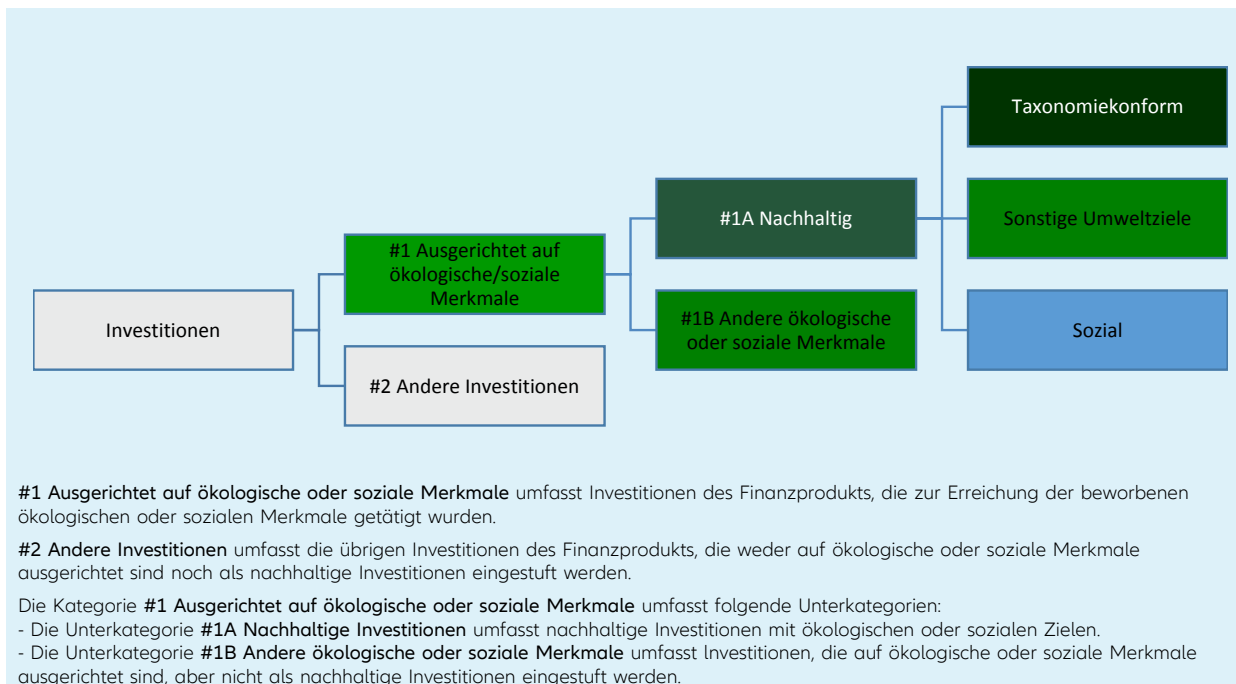 Taxonomiekonform
#1A Nachhaltig
Sonstige Umweltziele
#1 Ausgerichtet auf
ökologische/soziale
Merkmale
Investitionen
#1B Andere ökologische
oder soziale Merkmale
Sozial
#2 Andere Investitionen
#1 Ausgerichtet auf ökologische oder soziale Merkmale umfasst Investitionen des Finanzprodukts, die zur Erreichung der beworbenen
ökologischen oder sozialen Merkmale getätigt wurden.
#2 Andere Investitionen umfasst die übrigen Investitionen des Finanzprodukts, die weder auf ökologische oder soziale Merkmale
ausgerichtet sind noch als nachhaltige Investitionen eingestuft werden.
Die Kategorie #1 Ausgerichtet auf ökologische oder soziale Merkmale umfasst folgende Unterkategorien:
- Die Unterkategorie #1A Nachhaltige Investitionen umfasst nachhaltige Investitionen mit ökologischen oder sozialen Zielen.
- Die Unterkategorie #1B Andere ökologische oder soziale Merkmale umfasst Investitionen, die auf ökologische oder soziale Merkmale
ausgerichtet sind, aber nicht als nachhaltige Investitionen eingestuft werden.